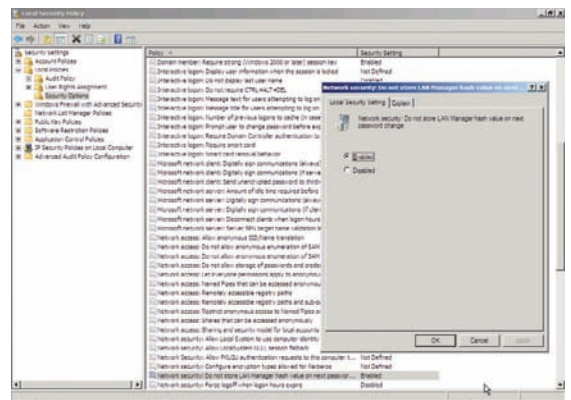 Local Security Policy
File Action View Help
Security Settings
Account Policies
Local Policies
Audit Policy
User Rights Assignment
Security Options
Windows Firewall with Advanced Security
Network List Manager Policies
Public Key Policies
Software Restriction Policies
Application Control Policies
IP Security Policies on Local Computer
Advanced Audit Policy Configuration
Policy
Security Setting
Domain member: Require strong (Windows 2000 or later) session key Enabled
Interactive logon: Display user information when the session is locked Not Defined
Interactive logon: Do not display last user name Disabled
Interactive logon: Do not require CTRL+ALT+DEL
Interactive logon: Message text for users attempting to log on
Interactive logon: Message title for users attempting to log on
Interactive logon: Number of previous logons to cache (in case
Interactive logon: Prompt user to change password before exp
Interactive logon: Require Domain Controller authentication to
Interactive logon: Require smart card
Interactive logon: Smart card removal behavior
Microsoft network client: Digitally sign communications (always)
Microsoft network client: Digitally sign communications (if serve
Microsoft network client: Send unencrypted password to third-
Microsoft network server: Amount of idle time required before
Microsoft network server: Digitally sign communications (always
Microsoft network server: Digitally sign communications (if clien
Microsoft network server: Disconnect clients when logon hours
Microsoft network server: Server SPN target name validation le
Network access: Allow anonymous SID/Name translation
Network access: Do not allow anonymous enumeration of SAM
Network access: Do not allow anonymous enumeration of SAM
Network access: Do not allow storage of passwords and creden
Network access: Let Everyone permissions apply to anonymou
Network access: Named Pipes that can be accessed anonymou
Network access: Remotely accessible registry paths
Network access: Remotely accessible registry paths and sub-p
Network access: Restrict anonymous access to Named Pipes a
Network access: Shares that can be accessed anonymously
Network access: Sharing and security model for local accounts
Network security: Allow Local System to use computer identity
Network security: Allow LocalSystem NULL session fallback
Network Security: Allow PKU2U authentication requests to this computer t... Not Defined
Network security: Configure encryption types allowed for Kerberos Not Defined
Network security: Do not store LAN Manager hash value on next passwor... Enabled
Network security: Force logoff when logon hours expire Disabled
Network security: Do not store LAN Manager hash value on next ...
Local Security Setting Explain
Network security: Do not store LAN Manager hash value on next
password change
Enabled
Disabled
OK Cancel Apply